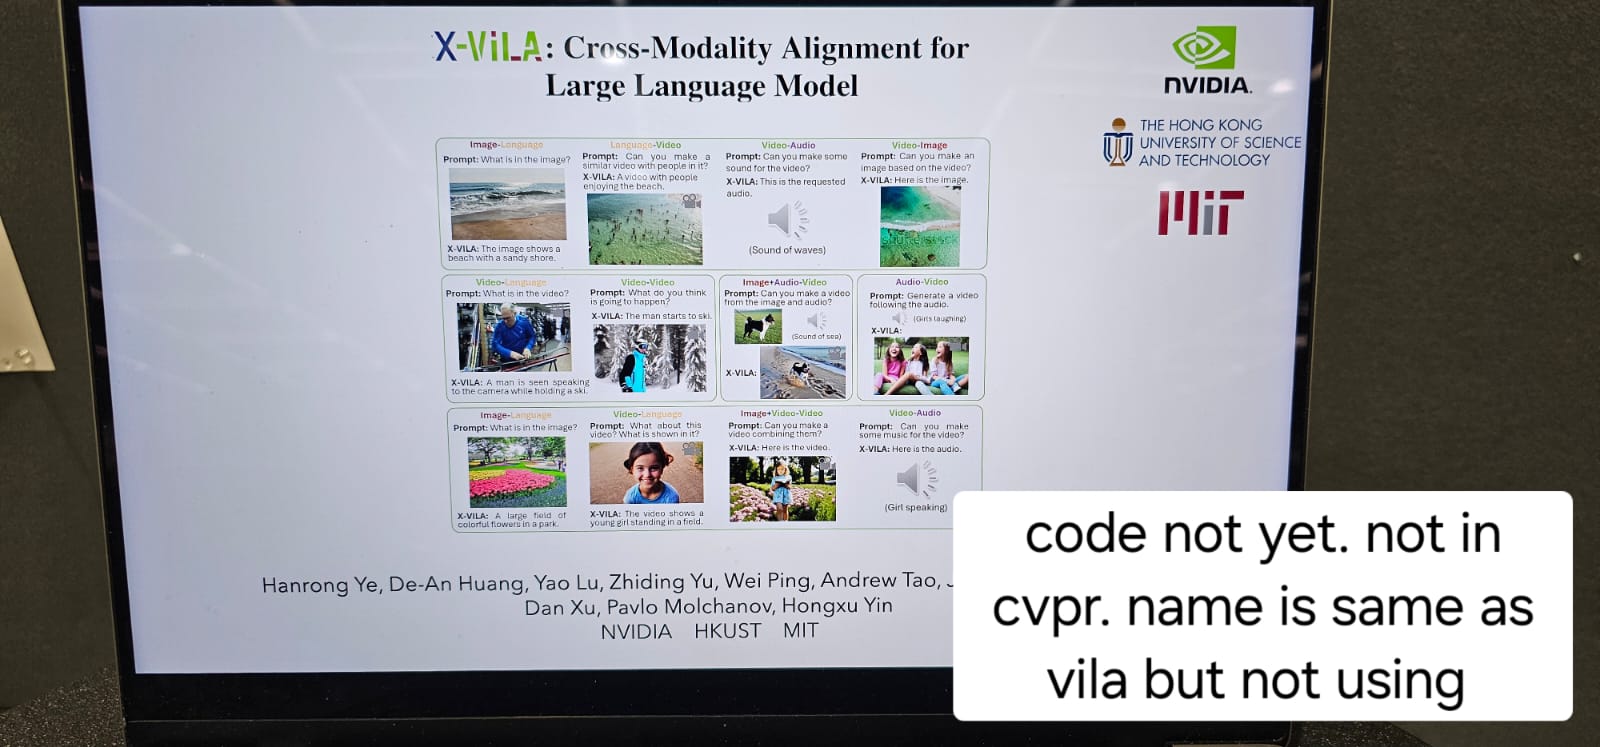 X-ViLA: Cross-Modality Alignment for
Large Language Model
NVIDIA.
THE HONG KONG
UNIVERSITY OF SCIENCE
AND TECHNOLOGY
MIT
Image-Language
Prompt: What is in the image?
X-VILA: The image shows a
beach with a sandy shore.
Language-Video
Prompt: Can you make a
similar video with people in it?
X-VILA: A video with people
enjoying the beach.
Video-Audio
Prompt: Can you make some
sound for the video?
X-VILA: This is the requested
audio.
(Sound of waves)
Video-Image
Prompt: Can you make an
image based on the video?
X-VILA: Here is the image.
Video-Language
Prompt: What is in the video?
X-VILA: A man is seen speaking
to the camera while holding a ski.
Video-Video
Prompt: What do you think
is going to happen?
X-VILA: The man starts to ski.
Image+Audio-Video
Prompt: Can you make a video
from the image and audio?
(Sound of sea)
X-VILA:
Audio-Video
Prompt: Generate a video
following the audio.
(Girls laughing)
X-VILA:
Image-Language
Prompt: What is in the image?
X-VILA: A large field of
colorful flowers in a park.
Video-Language
Prompt: What about this
video? What is shown in it?
X-VILA: The video shows a
young girl standing in a field.
Image+Video-Video
Prompt: Can you make a
video combining them?
X-VILA: Here is the video.
Video-Audio
Prompt: Can you make
some music for the video?
X-VILA: Here is the audio.
(Girl speaking)
Hanrong Ye, De-An Huang, Yao Lu, Zhiding Yu, Wei Ping, Andrew Tao,
Dan Xu, Pavlo Molchanov, Hongxu Yin
NVIDIA HKUST MIT
code not yet. not in
cvpr. name is same as
vila but not using